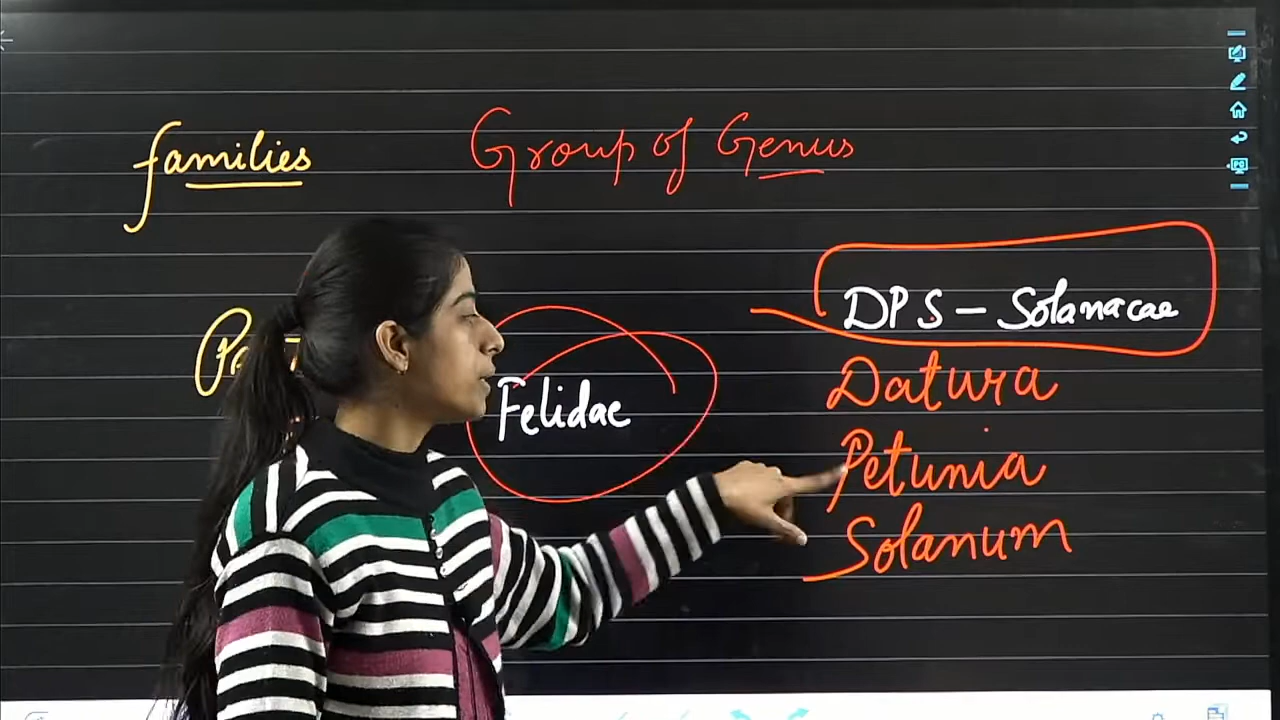 families
Group of Genus
DPS - Solanacae
Datura
Felidae
Petunia
Solanum